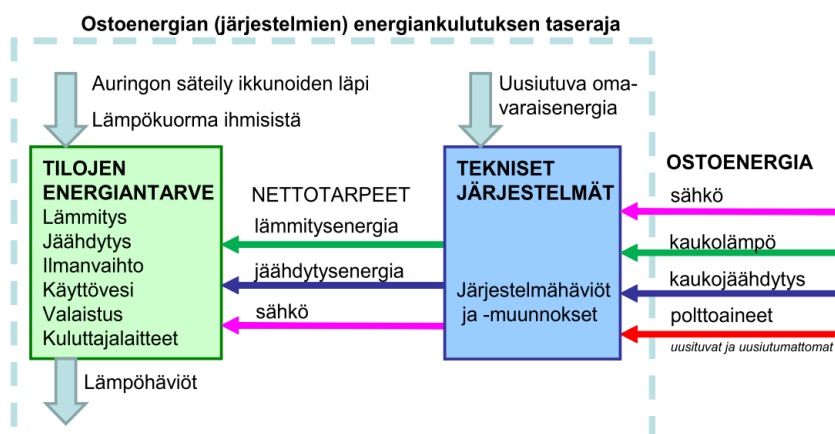 Ostoenergian (järjestelmien) energiankulutuksen taseraja
Auringon säteily ikkunoiden läpi
Lämpökuorma ihmisistä
Uusiutuva oma-
varaisenergia
TILOJEN
ENERGIANTARVE
Lämmitys
Jäähdytys
Ilmanvaihto
Käyttövesi
Valaistus
Kuluttajalaitteet
NETTOTARPEET
lämmitysenergia
jäähdytysenergia
sähkö
TEKNISET
JÄRJESTELMÄT
Järjestelmähäviöt
ja -muunnokset
OSTOENERGIA
sähkö
kaukolämpö
kaukojäähdytys
polttoaineet
uusituvat ja uusiutumattomat
Lämpöhäviöt